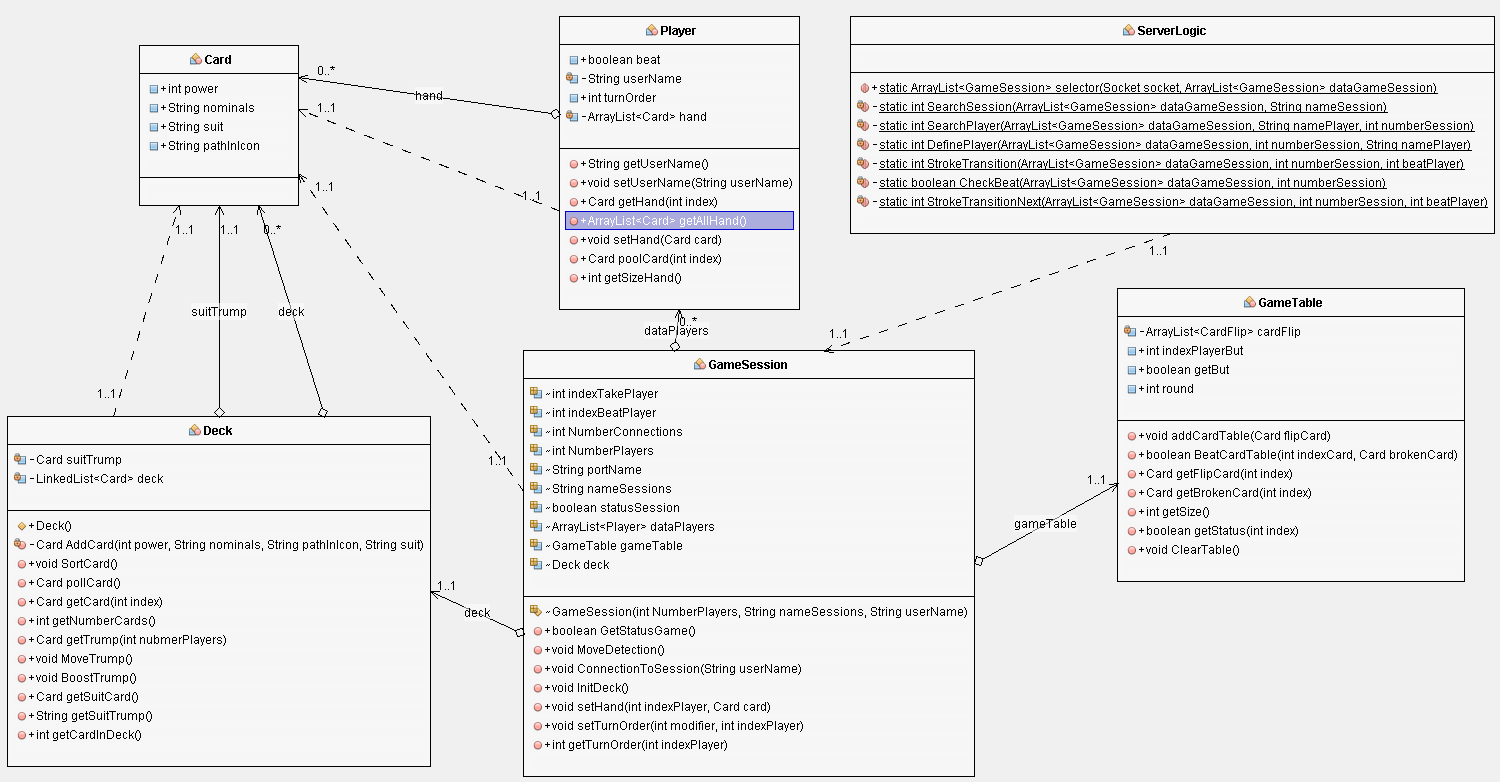 Card
+int power
+String nominals
+String suit
+String pathInIcon
Player
+boolean beat
-String userName
+int turnOrder
-ArrayList<Card> hand
+String getUserName()
+void setUserName(String userName)
+Card getHand(int index)
+ArrayList<Card> getAllHand()
+void setHand(Card card)
+Card poolCard(int index)
+int getSizeHand()
ServerLogic
+static ArrayList<GameSession> selector(Socket socket, ArrayList<GameSession> dataGameSession)
-static int SearchSession(ArrayList<GameSession> dataGameSession, String nameSession)
-static int SearchPlayer(ArrayList<GameSession> dataGameSession, String namePlayer, int numberSession)
-static int DefinePlayer(ArrayList<GameSession> dataGameSession, int numberSession, String namePlayer)
-static int StrokeTransition(ArrayList<GameSession> dataGameSession, int numberSession, int beatPlayer)
-static boolean CheckBeat(ArrayList<GameSession> dataGameSession, int numberSession)
-static int StrokeTransitionNext(ArrayList<GameSession> dataGameSession, int numberSession, int beatPlayer)
0..*
hand
1..1
1..1
1..1
1..1
1..1
0..*
suitTrump
deck
1..1
1..1
0..*
dataPlayers
1..1
1..1
GameTable
-ArrayList<CardFlip> cardFlip
+int indexPlayerBut
+boolean getBut
+int round
+void addCardTable(Card flipCard)
+boolean BeatCardTable(int indexCard, Card brokenCard)
+Card getFlipCard(int index)
+Card getBrokenCard(int index)
+int getSize()
+boolean getStatus(int index)
+void ClearTable()
GameSession
~int indexTakePlayer
~int indexBeatPlayer
~int NumberConnections
~int NumberPlayers
~String portName
~String nameSessions
~boolean statusSession
~ArrayList<Player> dataPlayers
~GameTable gameTable
~Deck deck
~GameSession(int NumberPlayers, String nameSessions, String userName)
+boolean GetStatusGame()
+void MoveDetection()
+void ConnectionToSession(String userName)
+void InitDeck()
+void setHand(int indexPlayer, Card card)
+void setTurnOrder(int modifier, int indexPlayer)
+int getTurnOrder(int indexPlayer)
1..1
gameTable
1..1
deck
Deck
-Card suitTrump
-LinkedList<Card> deck
+Deck()
-Card AddCard(int power, String nominals, String pathInIcon, String suit)
+void SortCard()
+Card pollCard()
+Card getCard(int index)
+int getNumberCards()
+Card getTrump(int nubmerPlayers)
+void MoveTrump()
+void BoostTrump()
+Card getSuitCard()
+String getSuitTrump()
+int getCardInDeck()